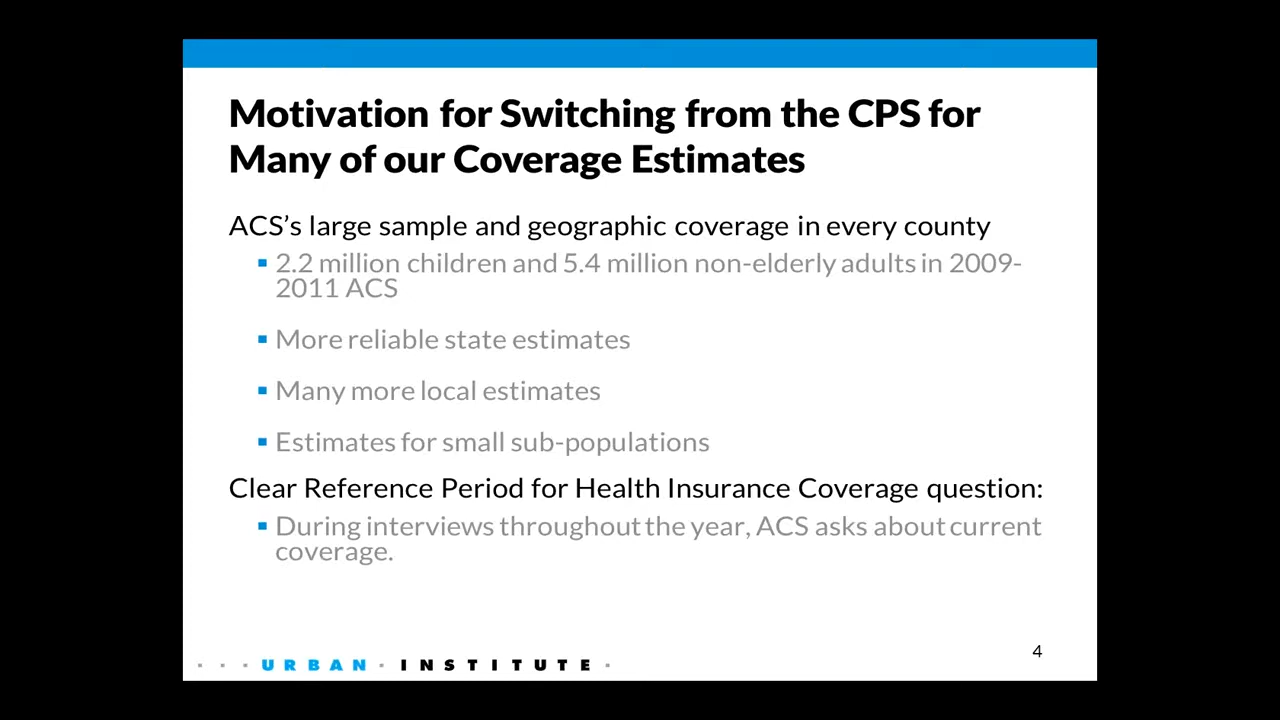 Motivation for Switching from the CPS for
Many of our Coverage Estimates
ACS’s large sample and geographic coverage in every county
▪ 2.2 million children and 5.4 million non-elderly adults in 2009-
2011 ACS
▪ More reliable state estimates
▪ Many more local estimates
▪ Estimates for small sub-populations
Clear Reference Period for Health Insurance Coverage question:
▪ During interviews throughout the year, ACS asks about current
coverage.
4
URBAN INSTITUTE